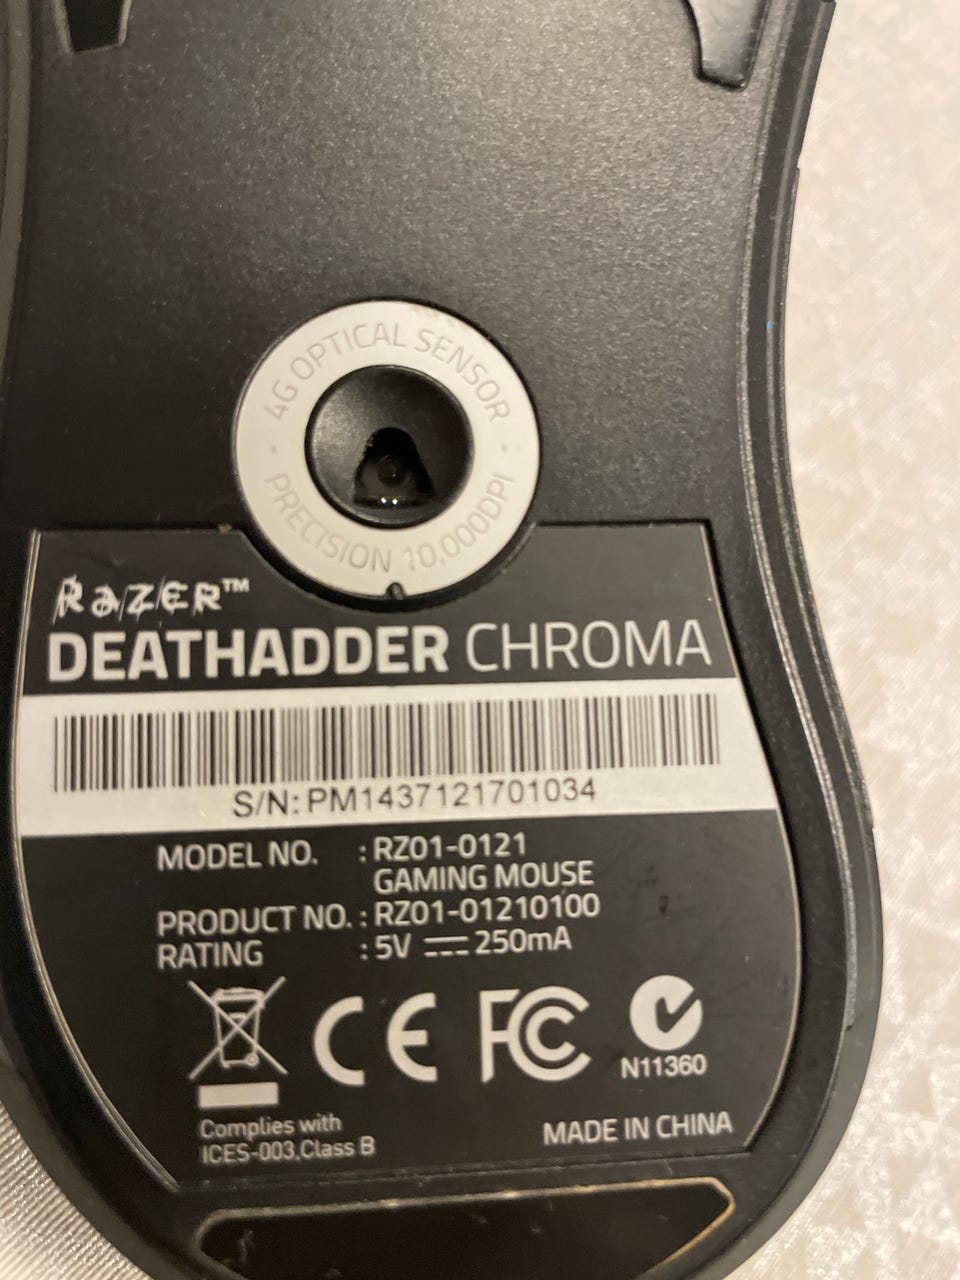 4G OPTICAL SENSOR
PRECISION 10,000DPI
RAZER™
DEATHADDER CHROMA
S/N: PM1437121701034
MODEL NO. : RZ01-0121
GAMING MOUSE
PRODUCT NO. : RZ01-01210100
RATING : 5V ⎓ 250mA
CE FC
N11360
Complies with
ICES-003,Class B
MADE IN CHINA